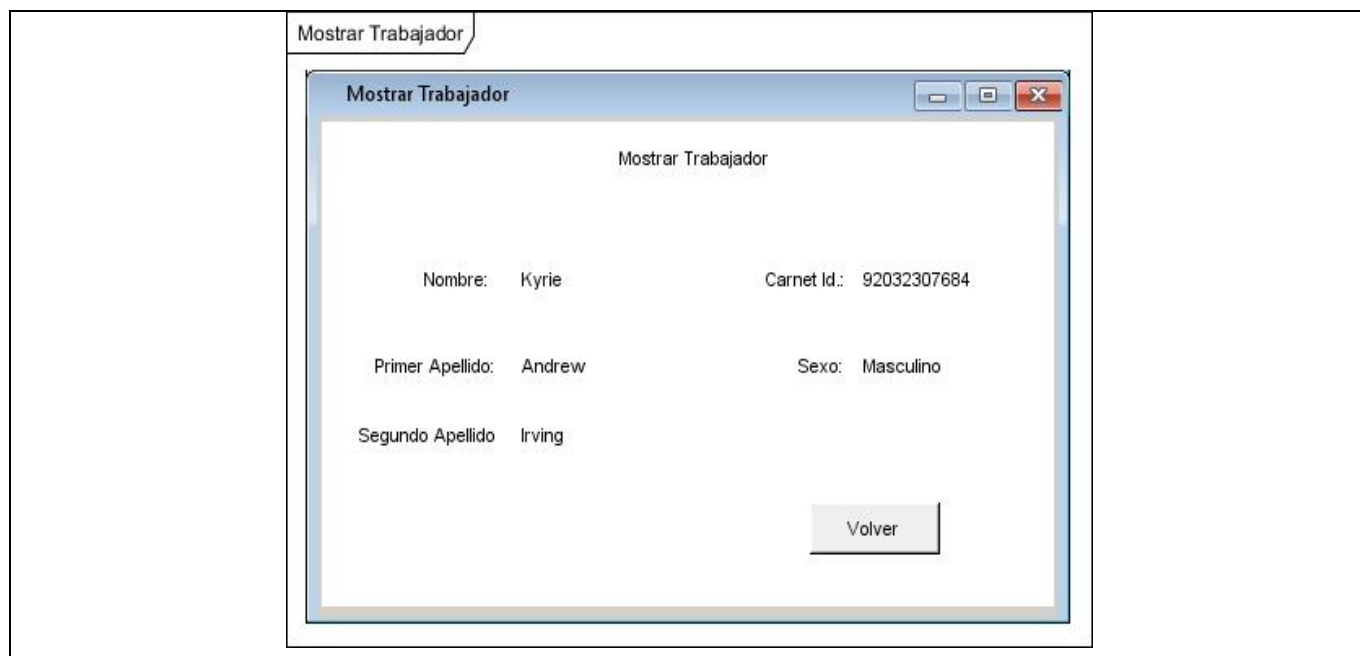 Mostrar Trabajador
Mostrar Trabajador
Mostrar Trabajador
Nombre: Kyrie Carnet Id.: 92032307684
Primer Apellido: Andrew Sexo: Masculino
Segundo Apellido Irving
Volver